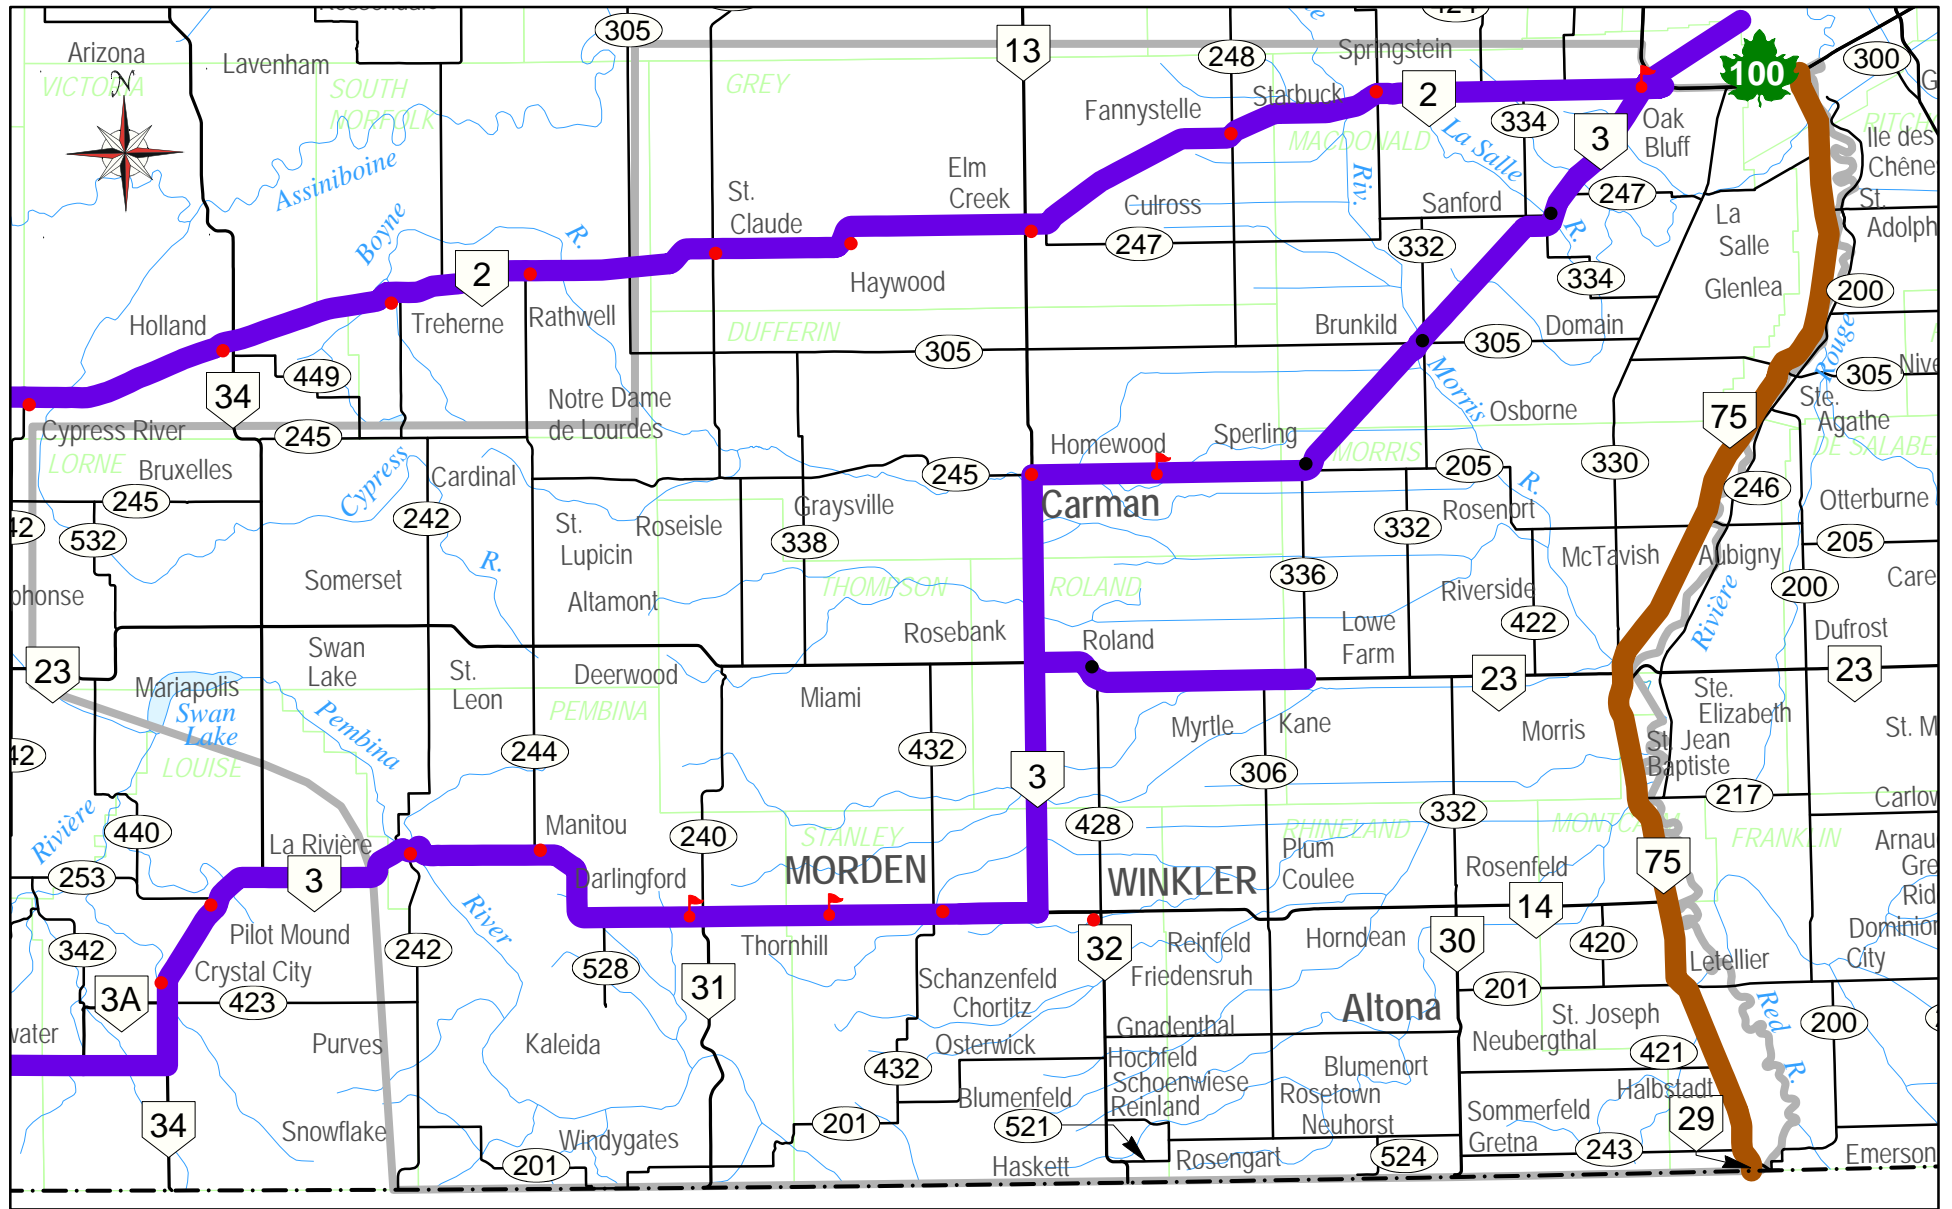 305
13
248
Springstein
100
300
Arizona
Lavenham
N
VICTORIA
SOUTH
NORFOLK
GREY
Fannystelle
Starbuck
2
334
3
Oak
Bluff
Ile des
MACDONALD
La Salle
Riv.
Assiniboine
Boyne
R.
St.
Claude
Elm
Creek
Culross
247
Sanford
247
La
Salle
St.
Adolph
332
R.
334
Glenlea
200
2
Haywood
Holland
Treherne
Rathwell
DUFFERIN
305
Brunkild
305
Domain
Rouge
305
449
34
Notre Dame
de Lourdes
Morris
Osborne
75
Ste.
Agathe
Cypress River
245
LORNE
Bruxelles
Cypress
Cardinal
245
Homewood
Sperling
MORRIS
205
R.
330
246
Otterburne
245
532
242
St.
Lupicin
Roseisle
Graysville
338
Carman
332
Rosenort
McTavish
Aubigny
205
R.
Somerset
Altamont
THOMPSON
ROLAND
336
Riverside
422
Rivière
200
Rosebank
Roland
Lowe
Farm
Dufrost
23
Swan
Lake
St.
Leon
Deerwood
Miami
23
23
Mariapolis
Swan
Lake
Pembina
PEMBINA
Ste.
Elizabeth
LOUISE
244
432
Myrtle
Kane
Morris
St. Jean
Baptiste
3
306
332
217
Rivière
440
La Rivière
Manitou
240
STANLEY
428
RHINELAND
FRANKLIN
253
3
Darlingford
MORDEN
WINKLER
Plum
Coulee
Rosenfeld
75
14
342
Pilot Mound
River
242
Thornhill
32
Reinfeld
Horndean
30
420
Dominion
City
Crystal City
528
31
Schanzenfeld
Friedensruh
Letellier
3A
423
Chortitz
Altona
201
Purves
Kaleida
Osterwick
Gnadenthal
St. Joseph
Neubergthal
Red
R.
200
432
Hochfeld
Schoenwiese
Reinland
Blumenort
Rosetown
Neuhorst
421
Halbstadt
34
Snowflake
Blumenfeld
521
201
Sommerfeld
Gretna
29
201
Windygates
Haskett
Rosengart
524
243
Emerson